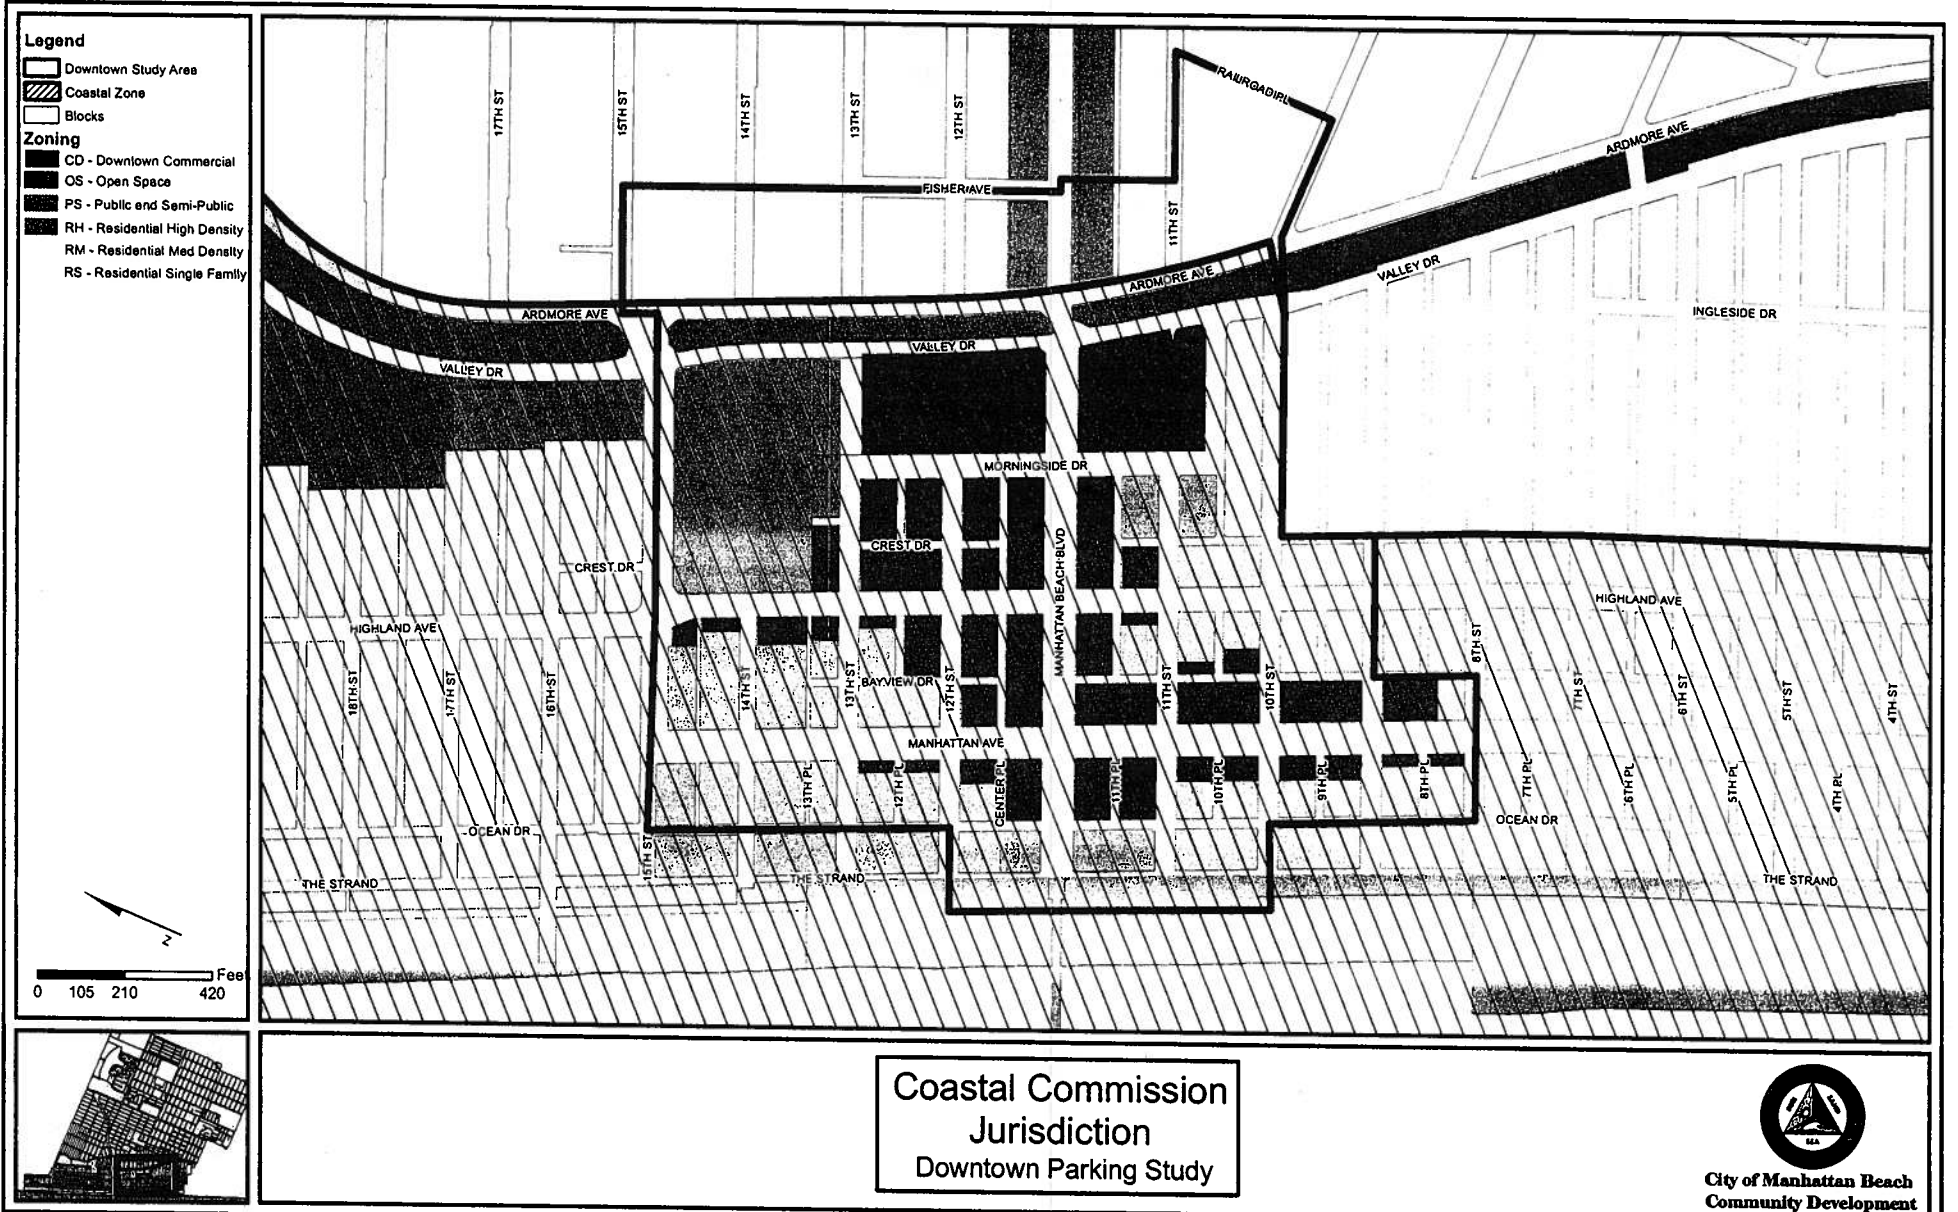 Legend
Downtown Study Area
Coastal Zone
Blocks
Zoning
CD - Downtown Commercial
OS - Open Space
PS - Public and Semi-Public
RH - Residential High Density
RM - Residential Med Density
RS - Residential Single Family
17TH ST
15TH ST
14TH ST
13TH ST
12TH ST
RAILROAD PL
FISHER AVE
11TH ST
ARDMORE AVE
ARDMORE AVE
ARDMORE AVE
VALLEY DR
VALLEY DR
VALLEY DR
INGLESIDE DR
MORNINGSIDE DR
CREST DR
CREST DR
MANHATTAN BEACH BLVD
HIGHLAND AVE
HIGHLAND AVE
18TH ST
17TH ST
16TH ST
14TH ST
13TH ST
BAYVIEW DR
12TH ST
11TH ST
10TH ST
8TH ST
7TH ST
6TH ST
5TH ST
4TH ST
MANHATTAN AVE
13TH PL
12TH PL
CENTER PL
11TH PL
10TH PL
9TH PL
8TH PL
7TH PL
6TH PL
5TH PL
4TH PL
OCEAN DR
OCEAN DR
15TH ST
THE STRAND
THE STRAND
THE STRAND
N
Fee
0 105 210 420
Coastal Commission
Jurisdiction
Downtown Parking Study
SEA
City of Manhattan Beach
Community Development